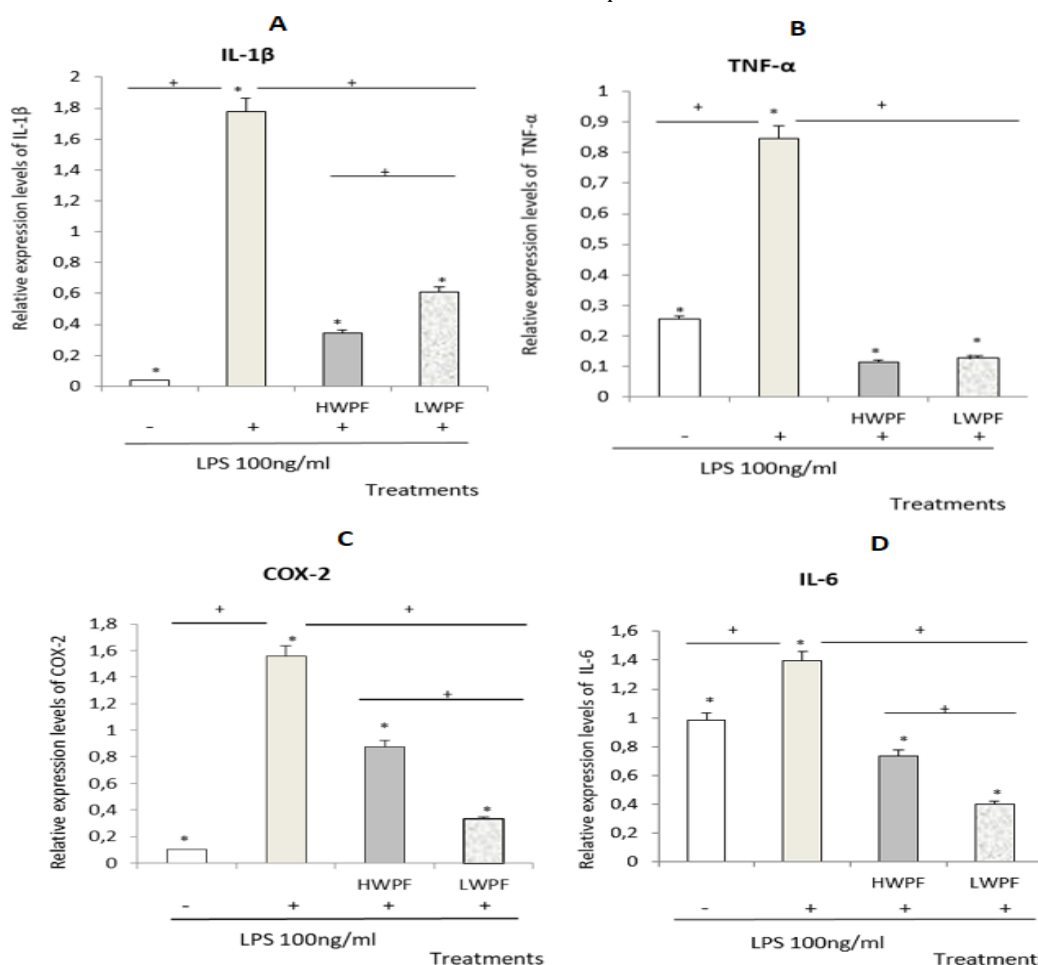 A
IL-1β
Relative expression levels of IL-1β
2
1,8
1,6
1,4
1,2
1
0,8
0,6
0,4
0,2
0
+ +
+
* * * *
HWPF LWPF
- + + +
LPS 100ng/ml
Treatments
B
TNF-α
Relative expression levels of TNF-α
1
0,9
0,8
0,7
0,6
0,5
0,4
0,3
0,2
0,1
0
+ +
* * * *
HWPF LWPF
- + + +
LPS 100ng/ml
Treatments
C
COX-2
Relative expression levels of COX-2
1,8
1,6
1,4
1,2
1
0,8
0,6
0,4
0,2
0
+ +
+
* * * *
HWPF LWPF
- + + +
LPS 100ng/ml
Treatments
D
IL-6
Relative expression levels of IL-6
1,6
1,4
1,2
1
0,8
0,6
0,4
0,2
0
+ +
+
* * * *
HWPF LWPF
- + + +
LPS 100ng/ml
Treatments